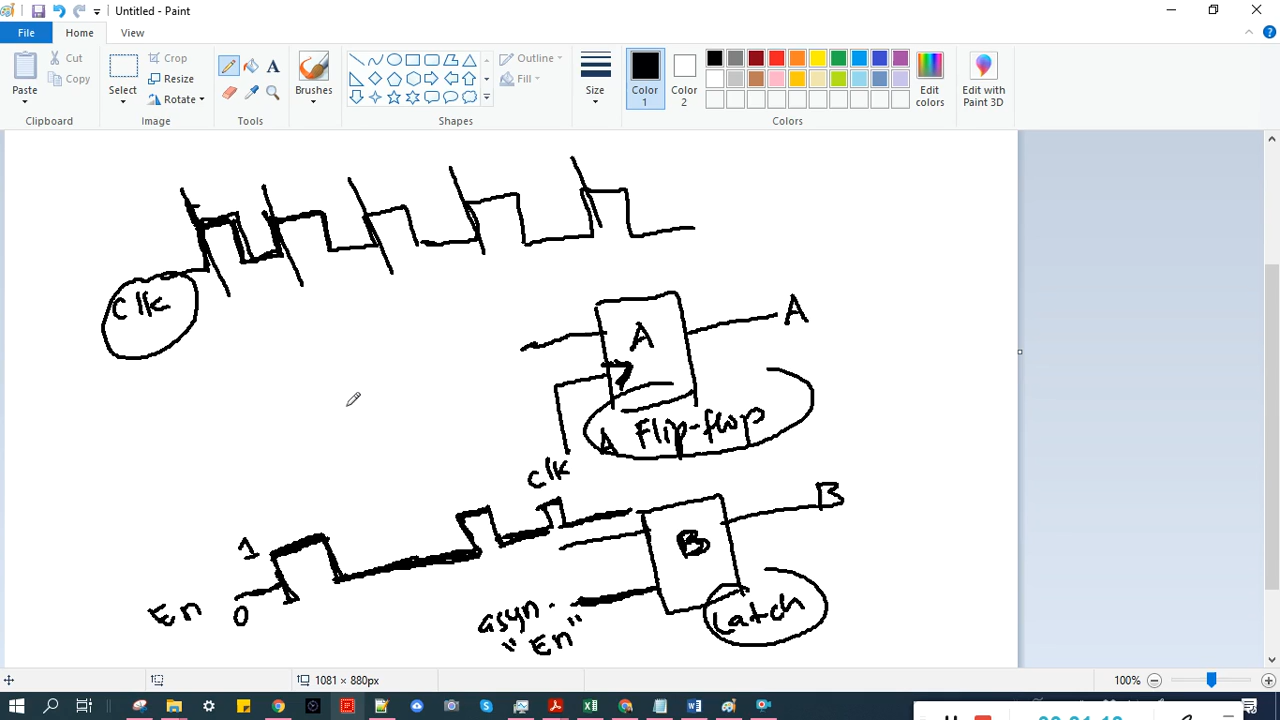 Untitled - Paint
File
Home
View
Paste
Cut
Copy
Clipboard
Select
Crop
Resize
Rotate
Image
A
Tools
Brushes
Shapes
Outline
Fill
Size
Color 1
Color 2
Colors
Edit colors
Edit with Paint 3D
Clk
A
A
A Flip-flop
Clk
B
B
1
En
0
asyn.
"En"
Latch
1081 × 880px
100%